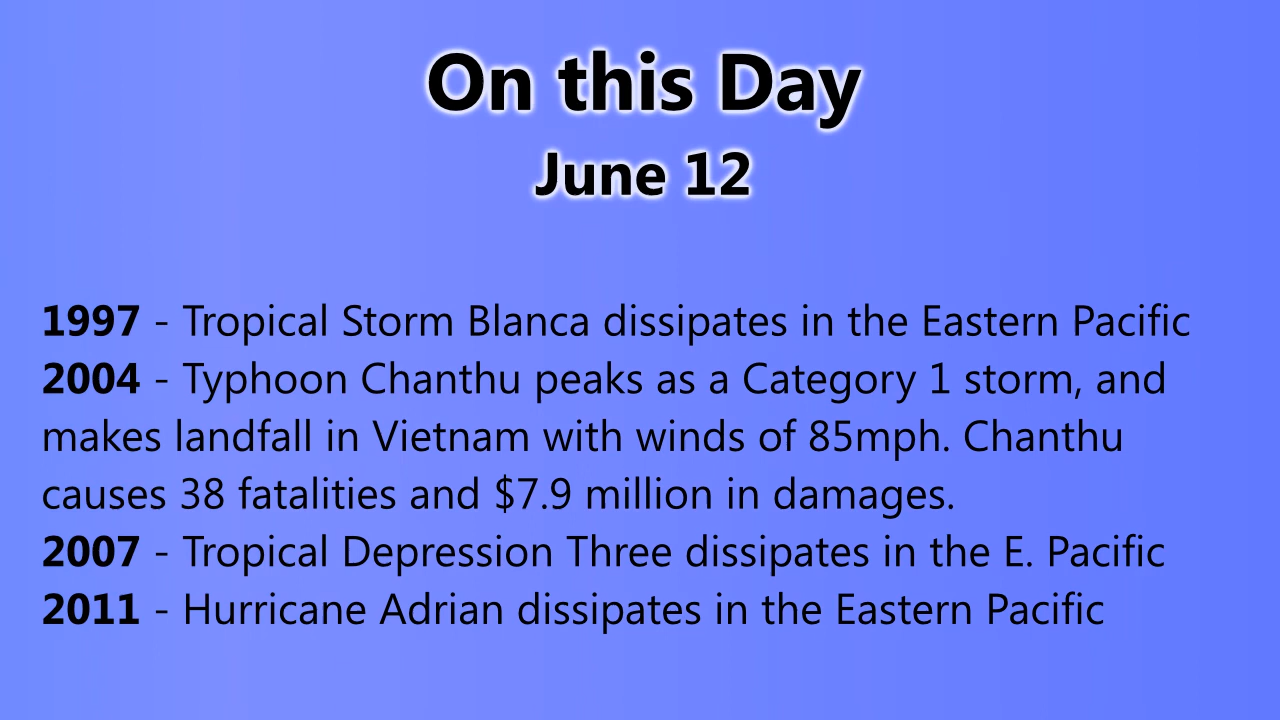 On this Day
June 12
1997 - Tropical Storm Blanca dissipates in the Eastern Pacific
2004 - Typhoon Chanthu peaks as a Category 1 storm, and
makes landfall in Vietnam with winds of 85mph. Chanthu
causes 38 fatalities and $7.9 million in damages.
2007 - Tropical Depression Three dissipates in the E. Pacific
2011 - Hurricane Adrian dissipates in the Eastern Pacific